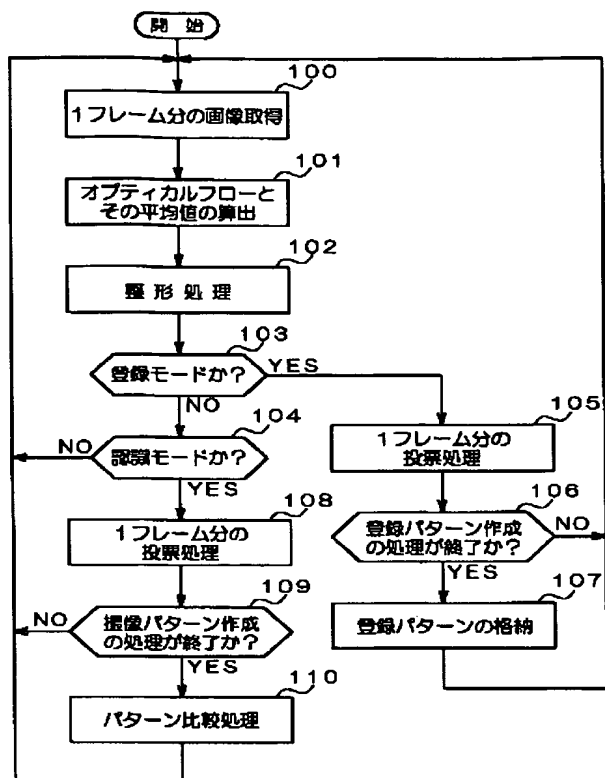 開始
100
1フレーム分の画像取得
101
オプティカルフローと
その平均値の算出
102
整形処理
103
登録モードか?
YES
NO
104
認識モードか?
NO
YES
105
1フレーム分の
投票処理
106
登録パターン作成
の処理が終了か?
NO
YES
107
登録パターンの格納
108
1フレーム分の
投票処理
109
撮像パターン作成
の処理が終了か?
NO
YES
110
パターン比較処理